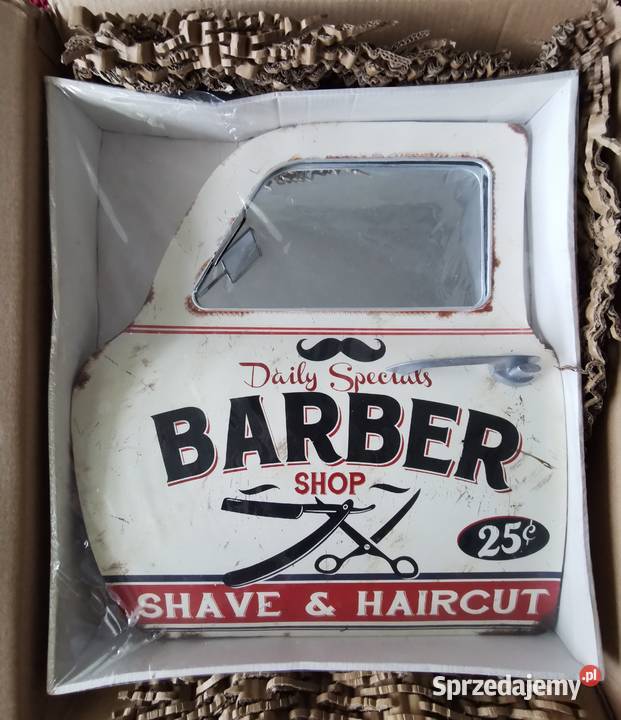 Daily Specials
BARBER
SHOP
25¢
SHAVE & HAIRCUT
Sprzedajemy.pl